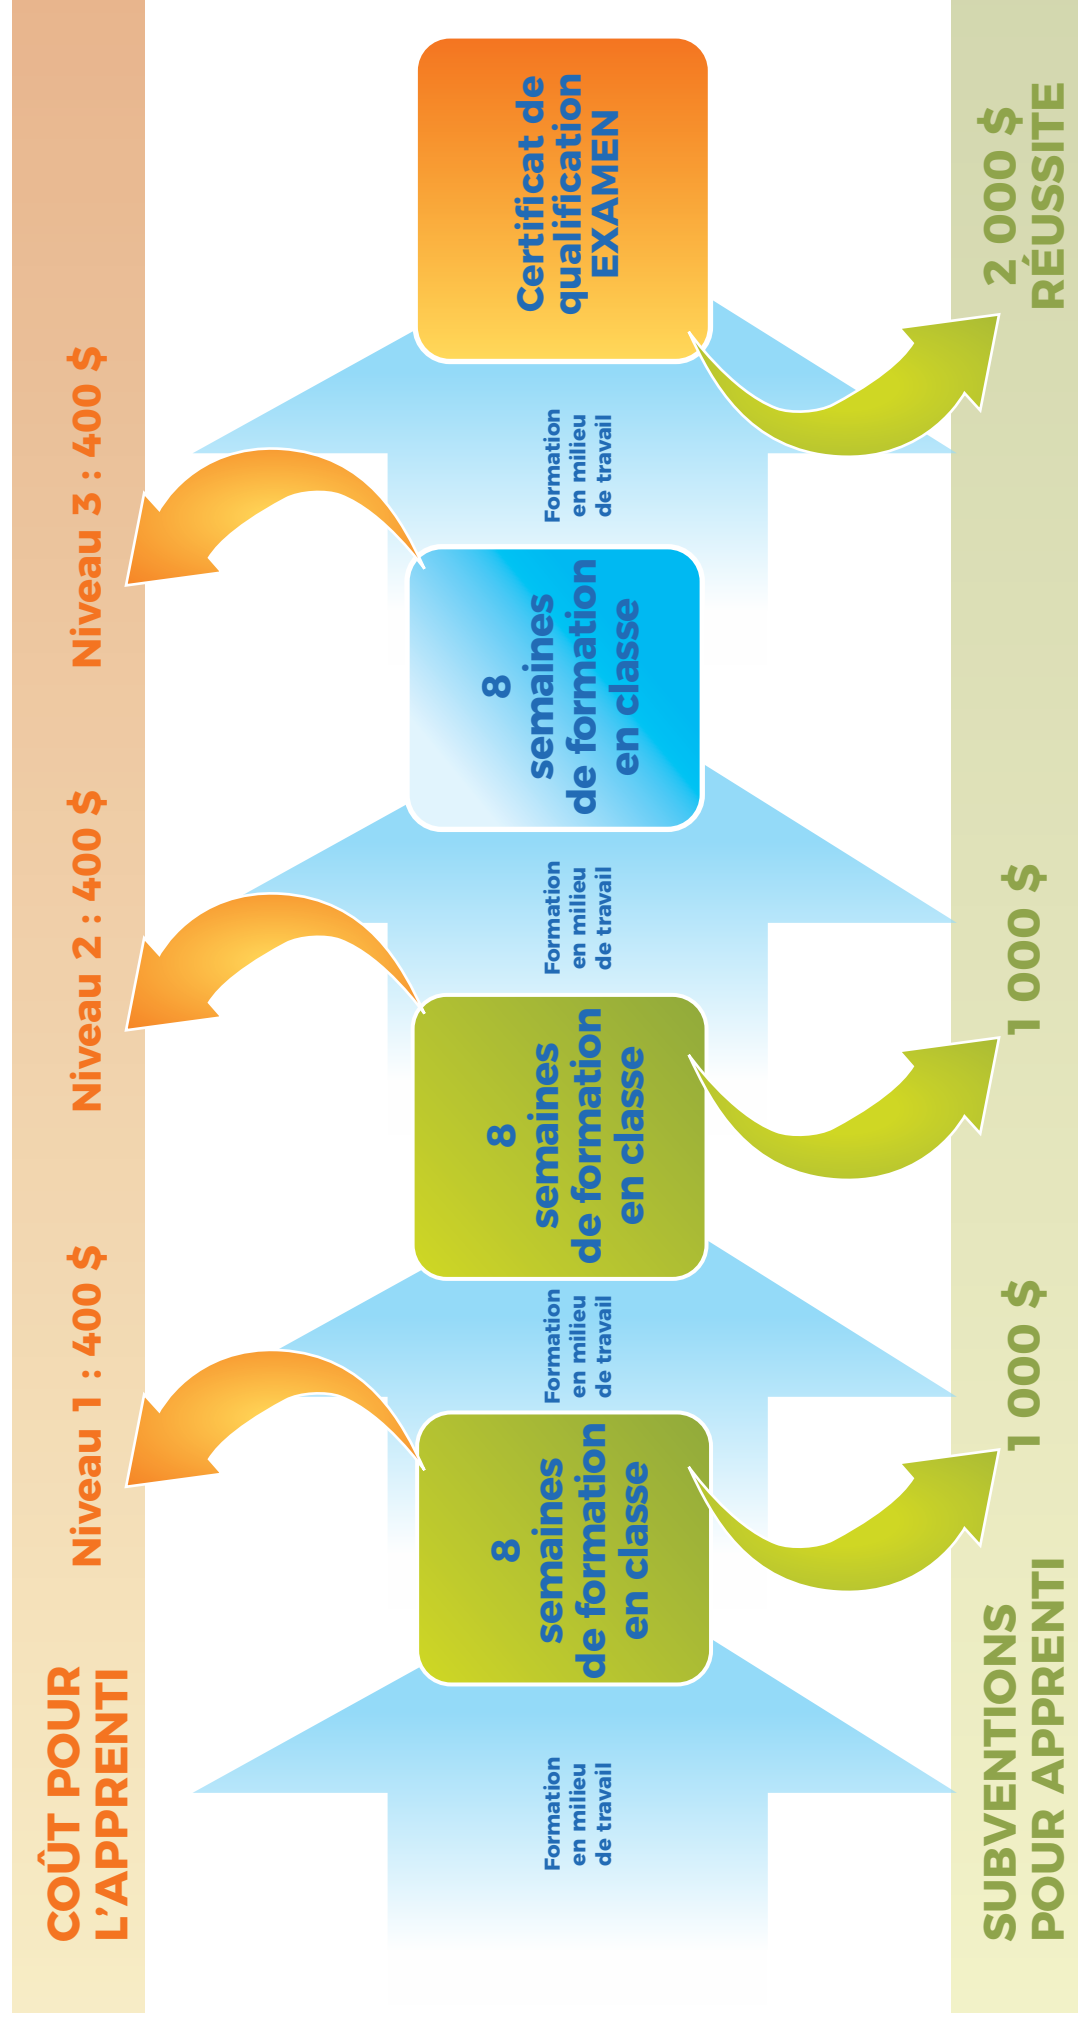 COÛT POUR
L’APPRENTI
Niveau 1 : 400 $
Niveau 2 : 400 $
Niveau 3 : 400 $
Formation
en milieu
de travail
8
semaines
de formation
en classe
Formation
en milieu
de travail
8
semaines
de formation
en classe
Formation
en milieu
de travail
8
semaines
de formation
en classe
Formation
en milieu
de travail
Certificat de
qualification
EXAMEN
SUBVENTIONS
POUR APPRENTI
1 000 $
1 000 $
2 000 $
RÉUSSITE